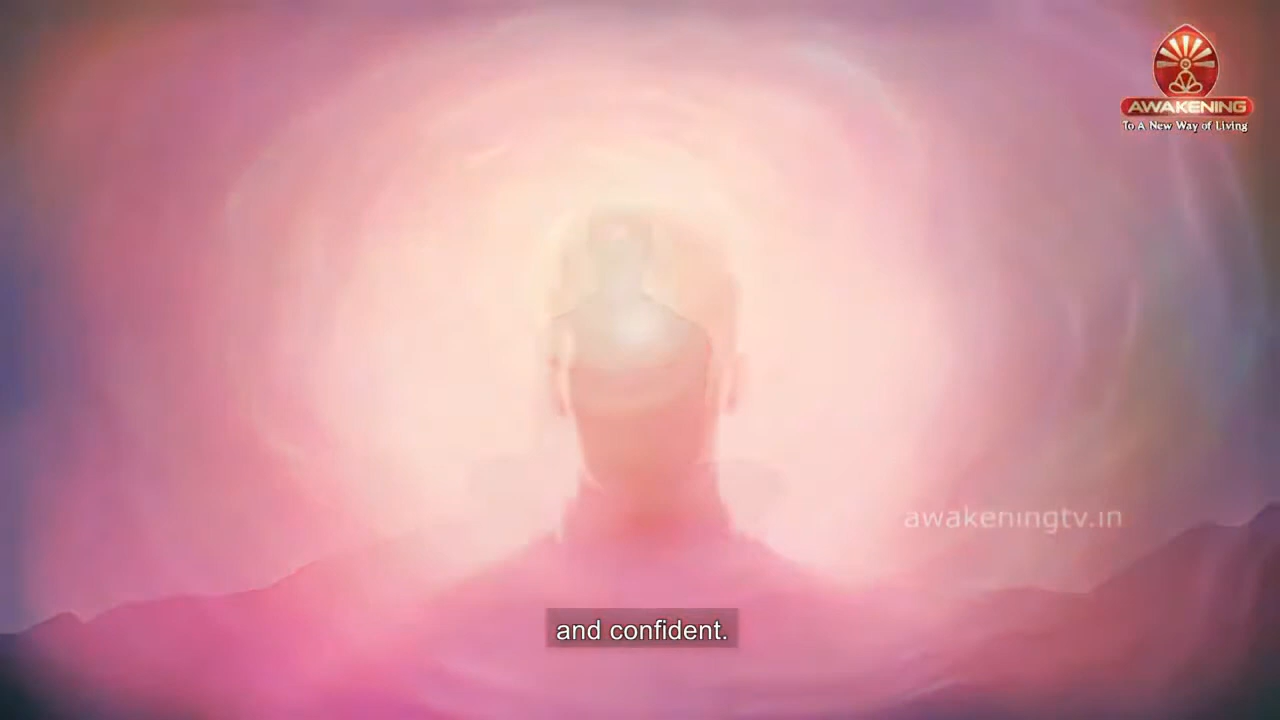 AWAKENING
To A New Way of Living
awakeningtv.in
and confident.